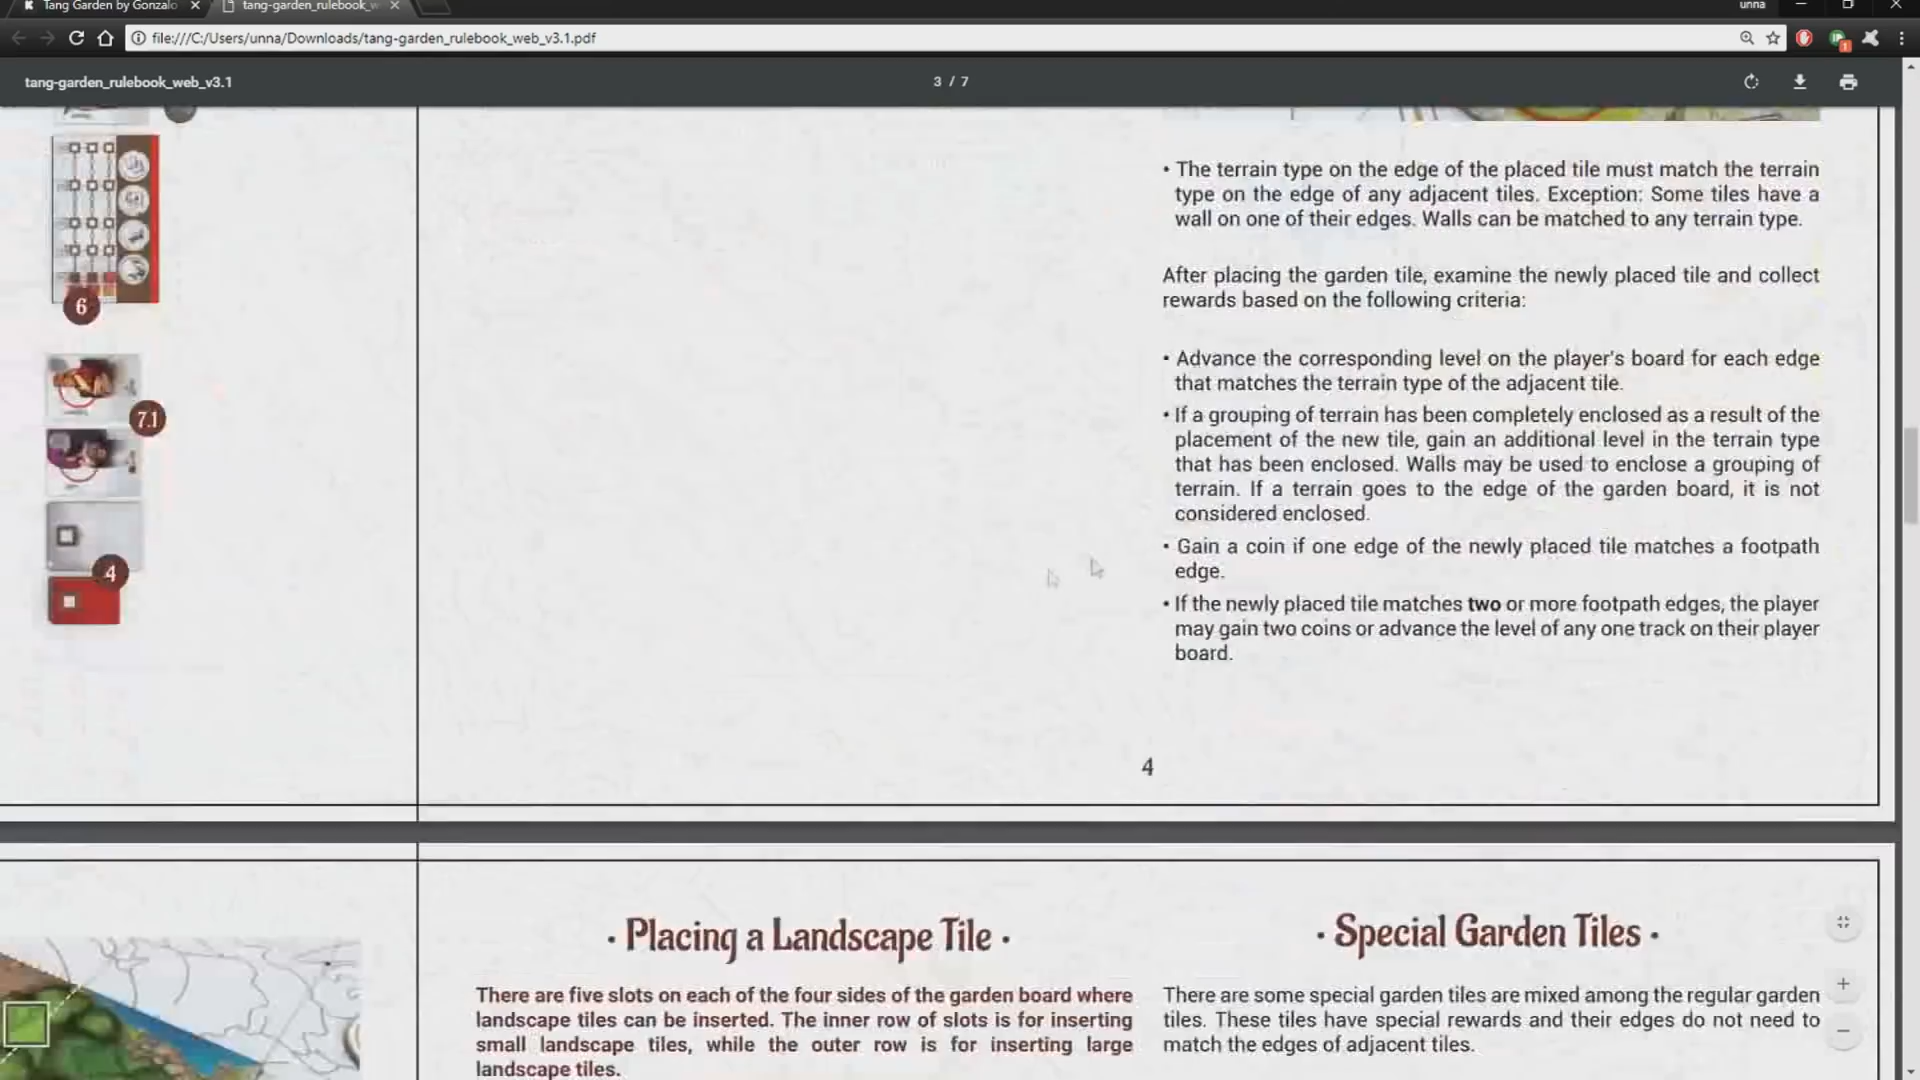 Tang Garden by Gonzalo
tang-garden_rulebook_w
unna
file:///C:/Users/unna/Downloads/tang-garden_rulebook_web_v3.1.pdf
1
tang-garden_rulebook_web_v3.1
3 / 7
6
7.1
4
• The terrain type on the edge of the placed tile must match the terrain
type on the edge of any adjacent tiles. Exception: Some tiles have a
wall on one of their edges. Walls can be matched to any terrain type.
After placing the garden tile, examine the newly placed tile and collect
rewards based on the following criteria:
• Advance the corresponding level on the player's board for each edge
that matches the terrain type of the adjacent tile.
• If a grouping of terrain has been completely enclosed as a result of the
placement of the new tile, gain an additional level in the terrain type
that has been enclosed. Walls may be used to enclose a grouping of
terrain. If a terrain goes to the edge of the garden board, it is not
considered enclosed.
• Gain a coin if one edge of the newly placed tile matches a footpath
edge.
• If the newly placed tile matches two or more footpath edges, the player
may gain two coins or advance the level of any one track on their player
board.
4
• Placing a Landscape Tile •
There are five slots on each of the four sides of the garden board where
landscape tiles can be inserted. The inner row of slots is for inserting
small landscape tiles, while the outer row is for inserting large
landscape tiles.
• Special Garden Tiles •
There are some special garden tiles are mixed among the regular garden
tiles. These tiles have special rewards and their edges do not need to
match the edges of adjacent tiles.